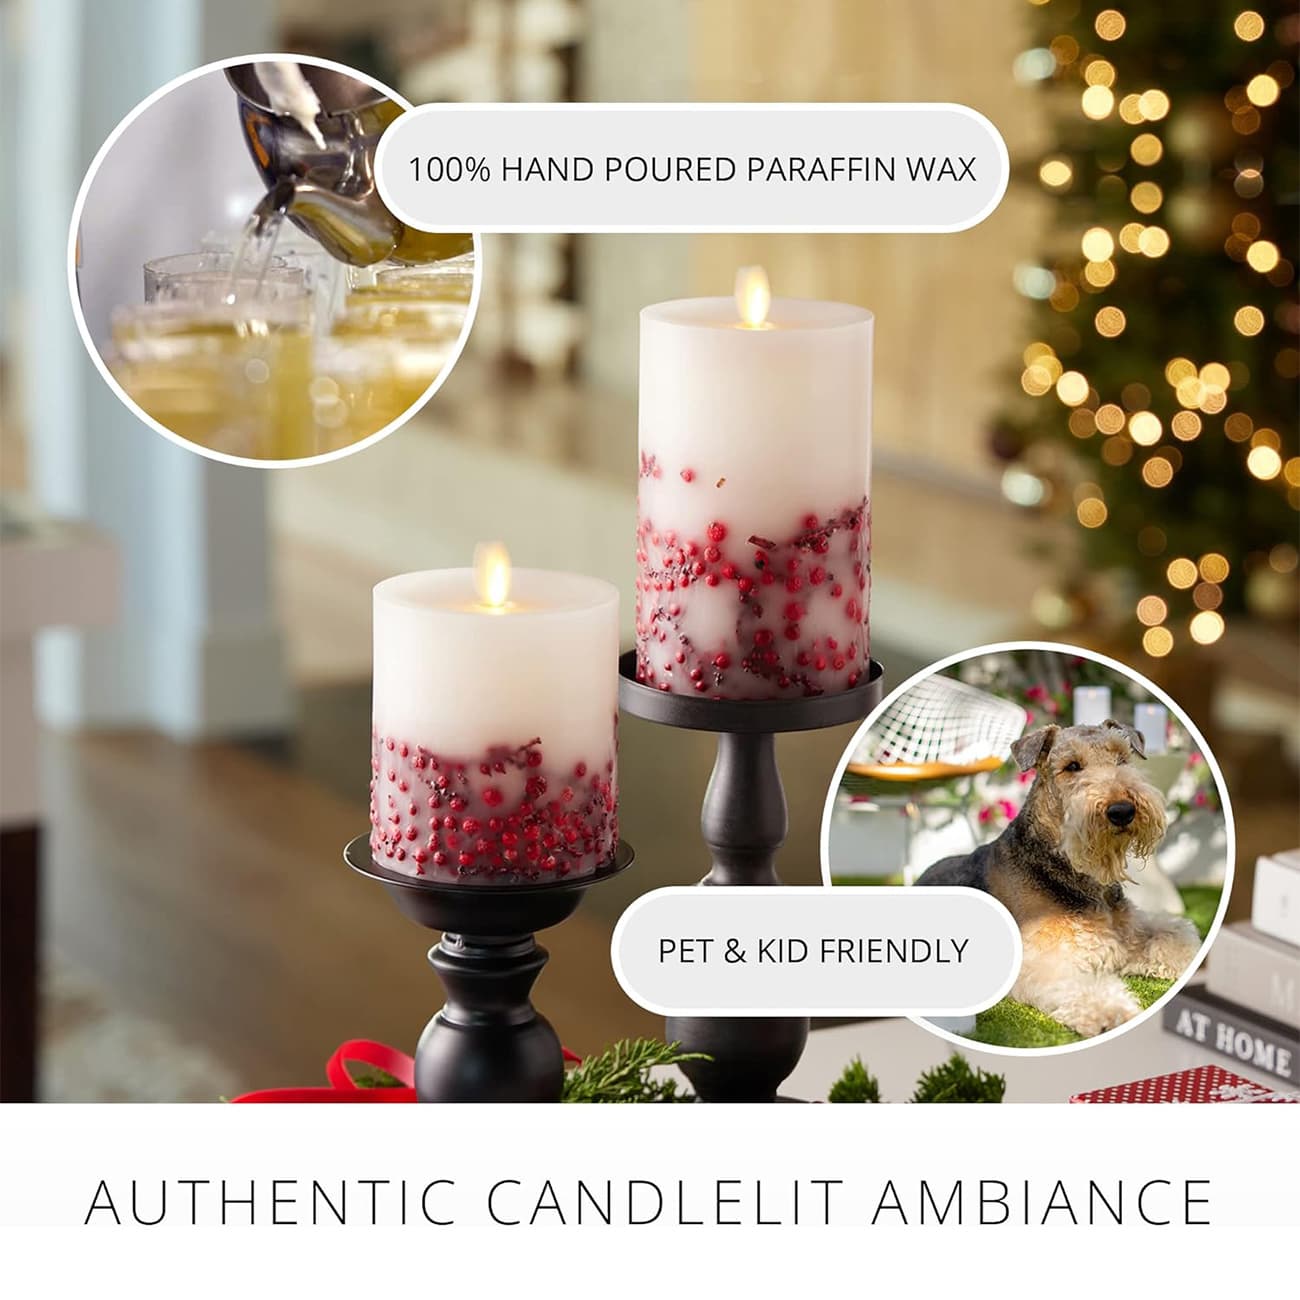 100% HAND POURED PARAFFIN WAX
PET & KID FRIENDLY
AT HOME
AUTHENTIC CANDLELIT AMBIANCE